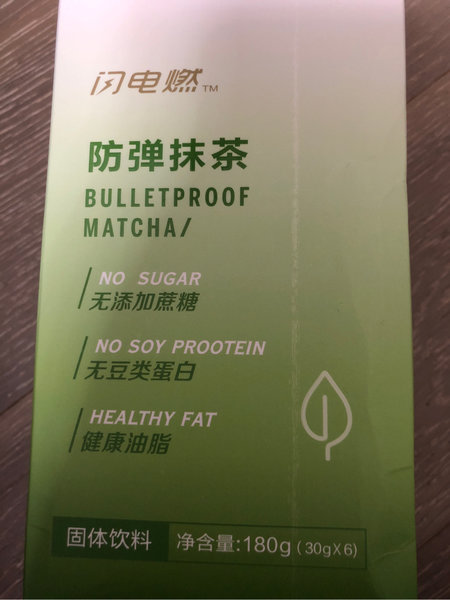 闪电燃™
防弹抹茶
BULLETPROOF
MATCHA/
NO SUGAR
无添加蔗糖
NO SOY PROOTEIN
无豆类蛋白
HEALTHY FAT
健康油脂
固体饮料 净含量:180g (30gX6)